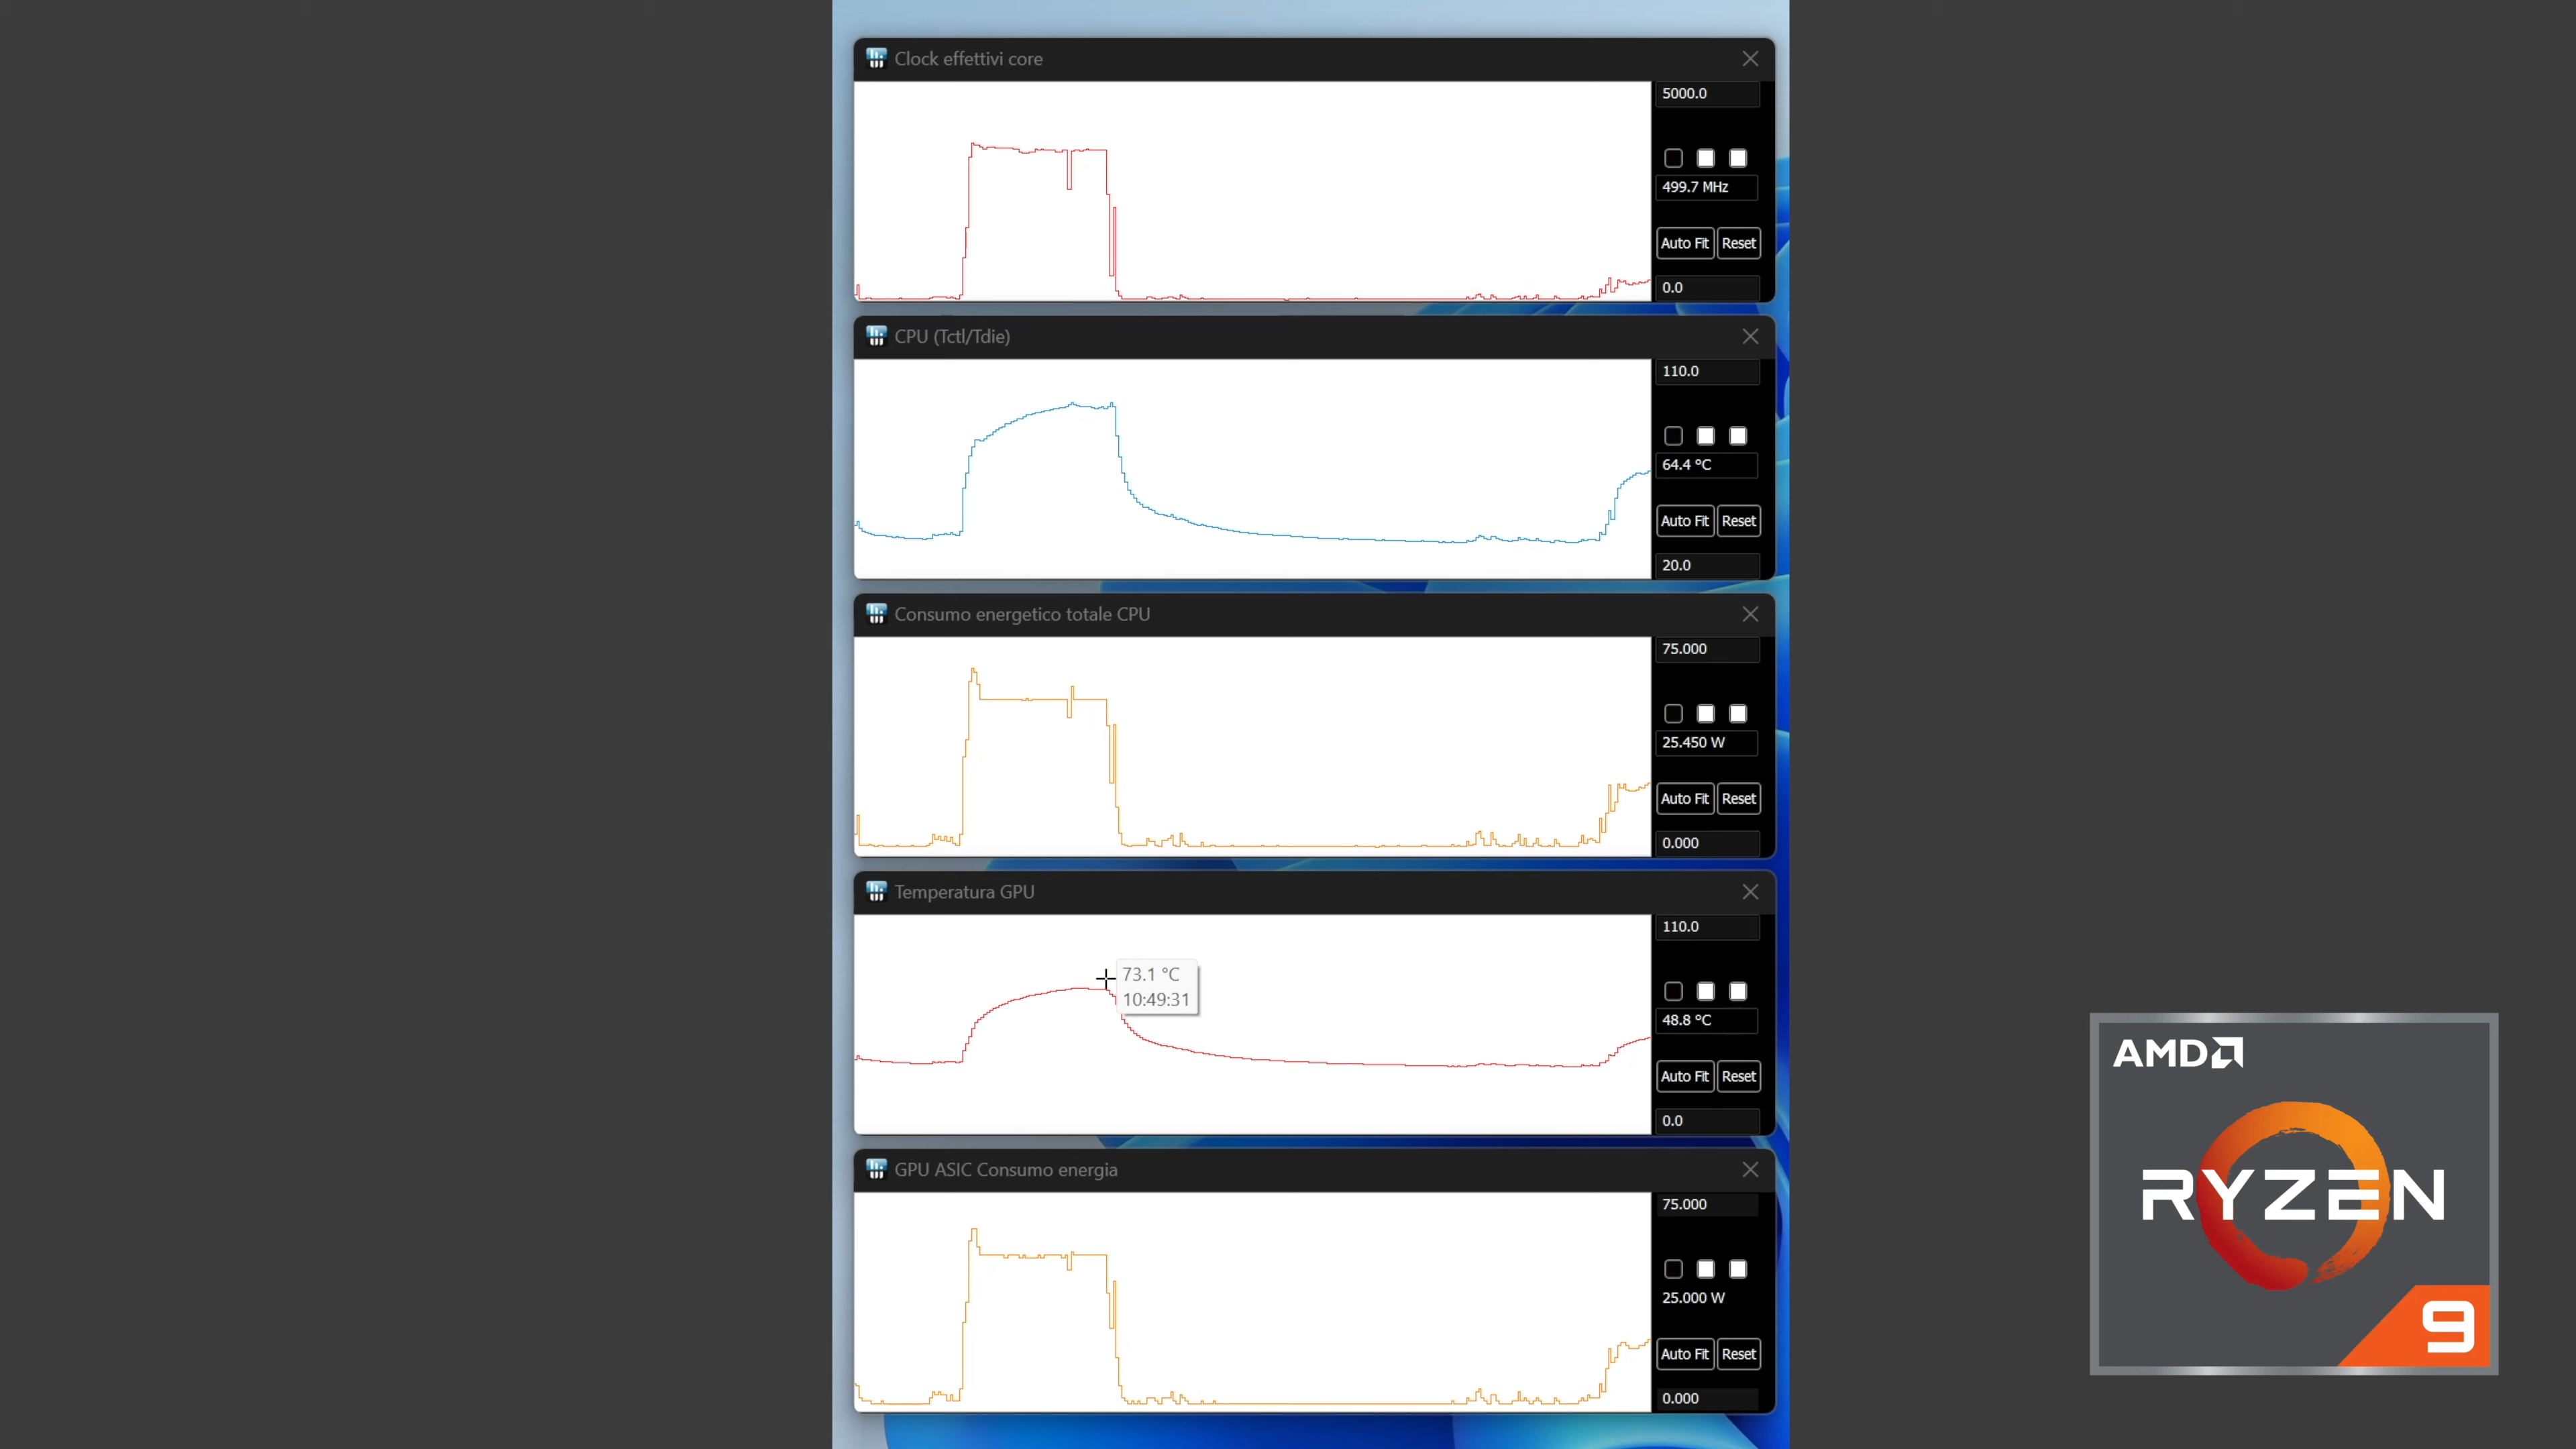 Clock effettivi core
5000.0
499.7 MHz
Auto Fit Reset
0.0
CPU (Tctl/Tdie)
110.0
64.4 °C
Auto Fit Reset
20.0
Consumo energetico totale CPU
75.000
25.450 W
Auto Fit Reset
0.000
Temperatura GPU
110.0
73.1 °C
10:49:31
48.8 °C
Auto Fit Reset
0.0
GPU ASIC Consumo energia
75.000
25.000 W
Auto Fit Reset
0.000
AMD
RYZEN
9